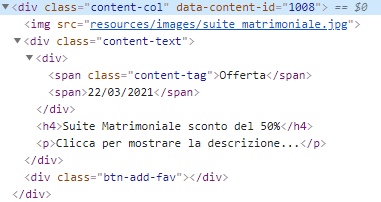 ▼<div class="content-col" data-content-id="1008"> == $0
<img src="resources/images/suite matrimoniale.jpg">
▼<div class="content-text">
▼<div>
<span class="content-tag">Offerta</span>
<span>22/03/2021</span>
</div>
<h4>Suite Matrimoniale sconto del 50%</h4>
<p>Clicca per mostrare la descrizione...</p>
</div>
<div class="btn-add-fav"></div>
</div>